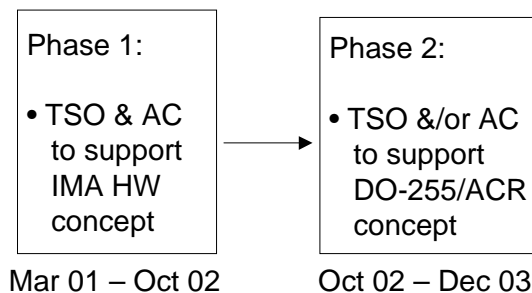 Phase 1:
• TSO & AC
to support
IMA HW
concept
Mar 01 – Oct 02
Phase 2:
• TSO &/or AC
to support
DO-255/ACR
concept
Oct 02 – Dec 03